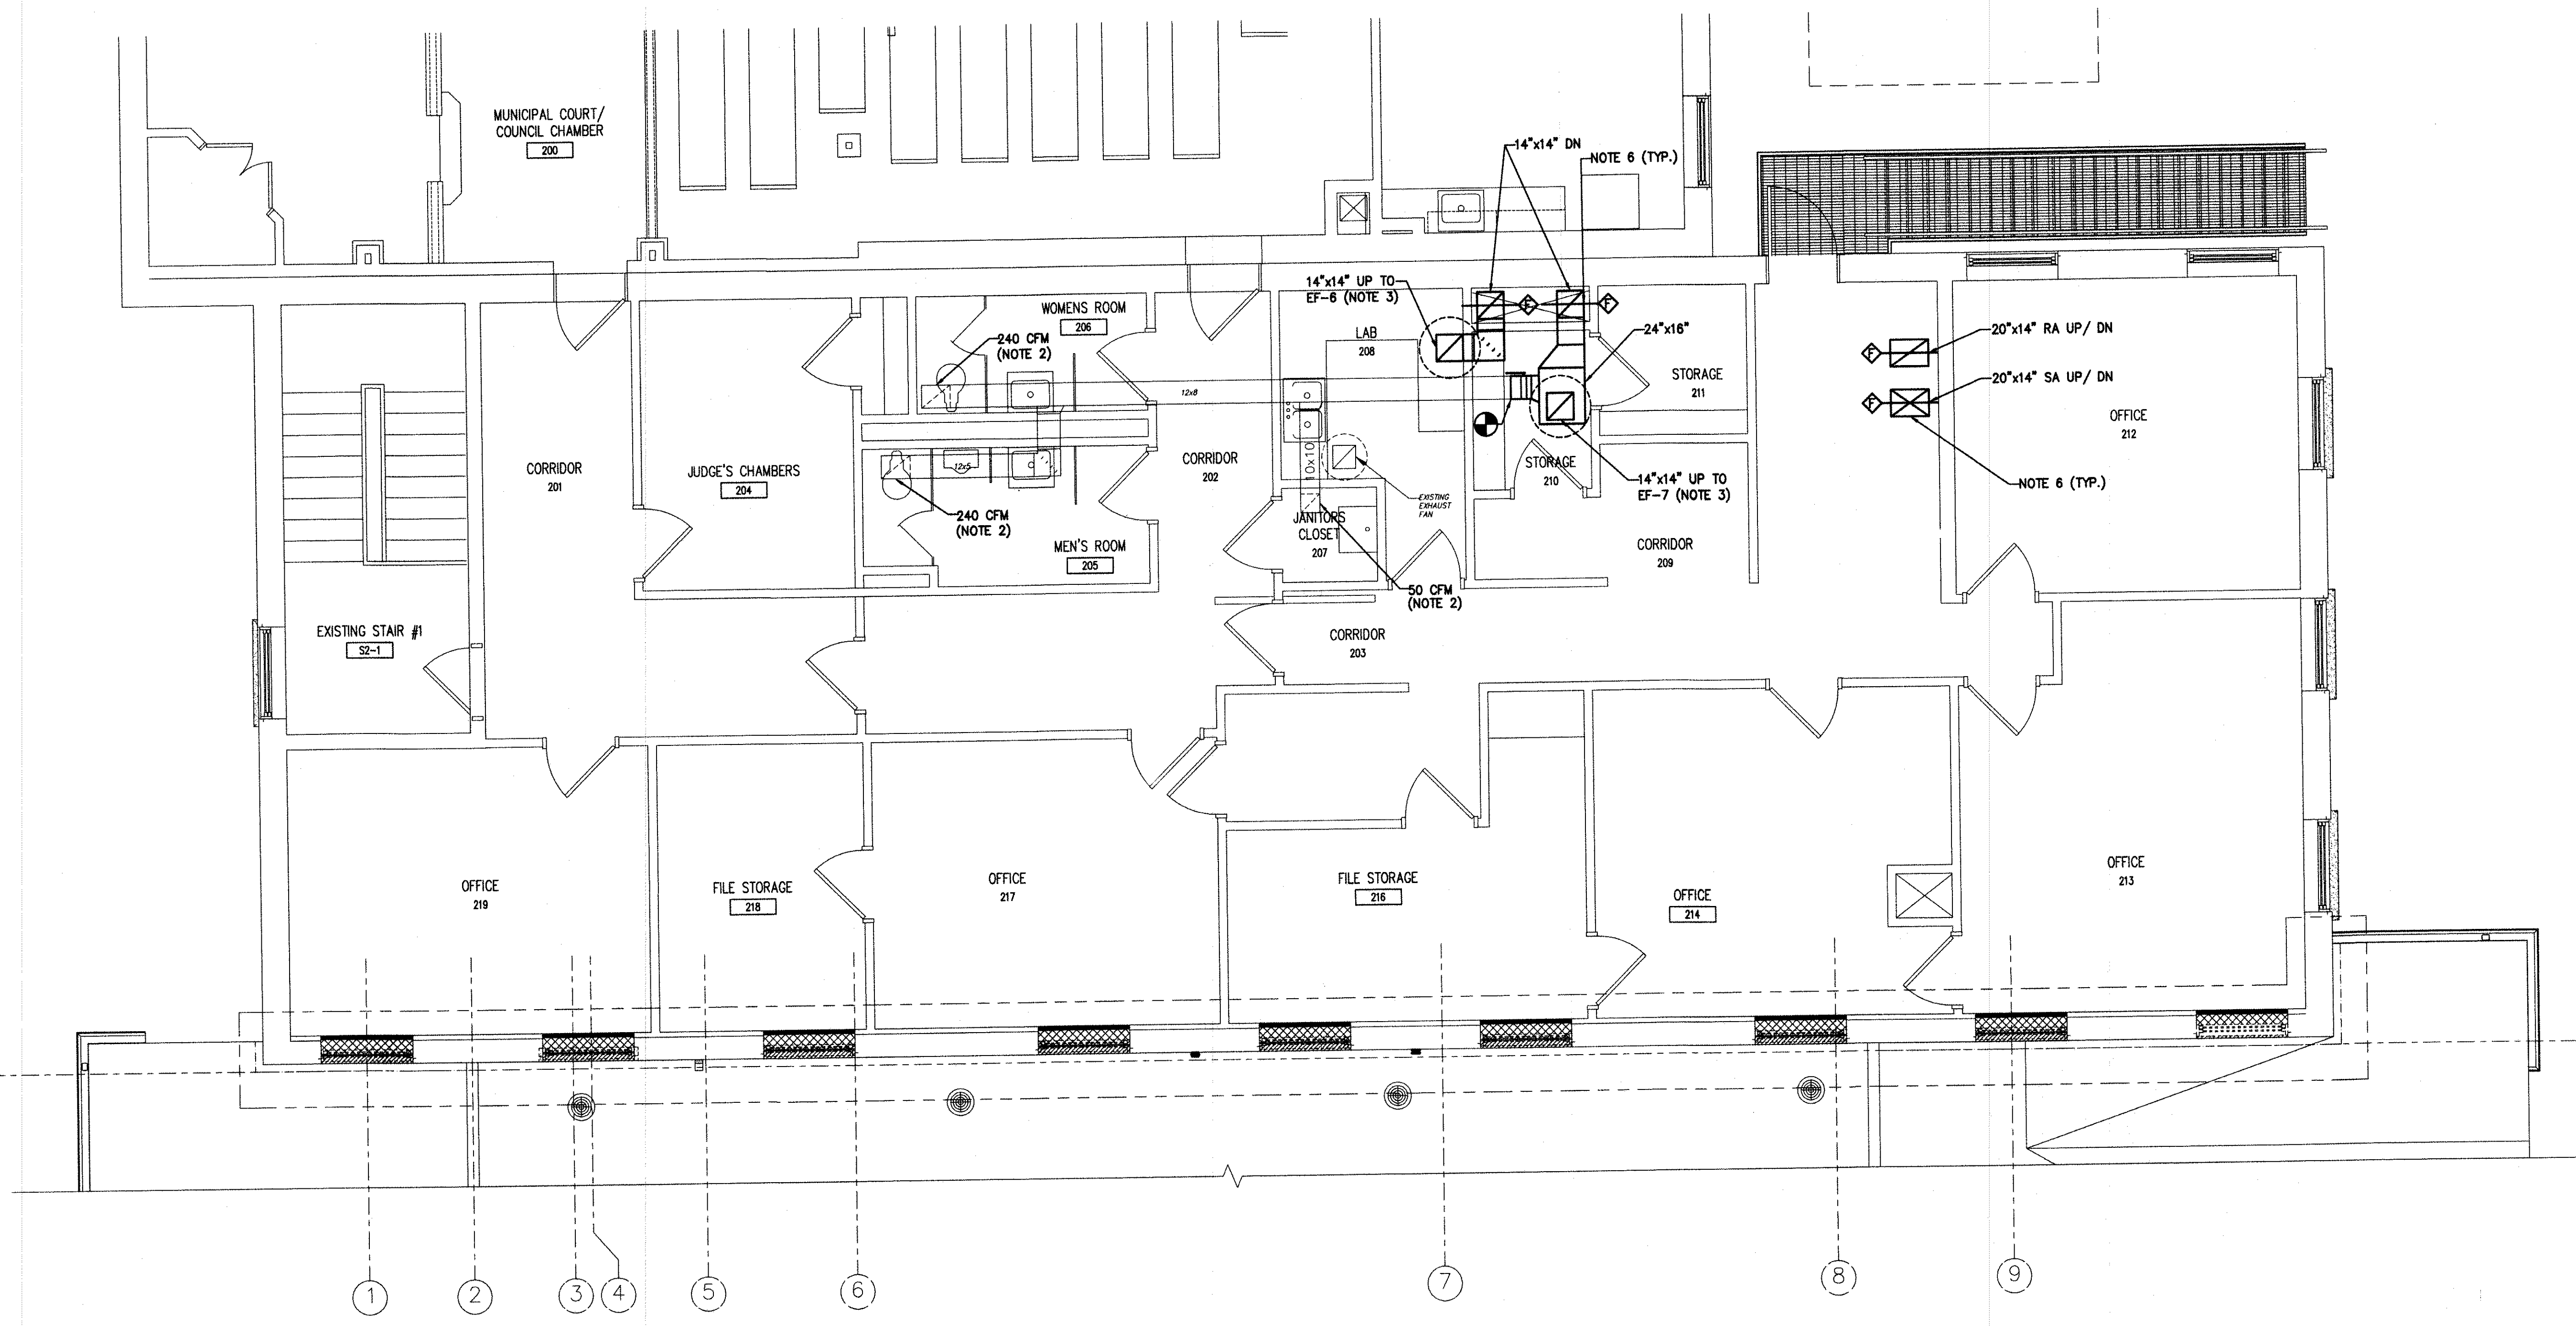 MUNICIPAL COURT/
COUNCIL CHAMBER
200
14"x14" DN
NOTE 6 (TYP.)
14"x14" UP TO
EF-6 (NOTE 3)
F
F
24"x16"
WOMENS ROOM
206
240 CFM
(NOTE 2)
LAB
208
12x8
STORAGE
211
F
20"x14" RA UP/ DN
F
20"x14" SA UP/ DN
NOTE 6 (TYP.)
OFFICE
212
CORRIDOR
201
JUDGE'S CHAMBERS
204
12x5
240 CFM
(NOTE 2)
MEN'S ROOM
205
CORRIDOR
202
10x10
EXISTING
EXHAUST
FAN
JANITORS
CLOSET
207
50 CFM
(NOTE 2)
STORAGE
210
14"x14" UP TO
EF-7 (NOTE 3)
CORRIDOR
209
EXISTING STAIR #1
S2-1
CORRIDOR
203
OFFICE
219
FILE STORAGE
218
OFFICE
217
FILE STORAGE
216
OFFICE
214
OFFICE
213
1
2
3
4
5
6
7
8
9